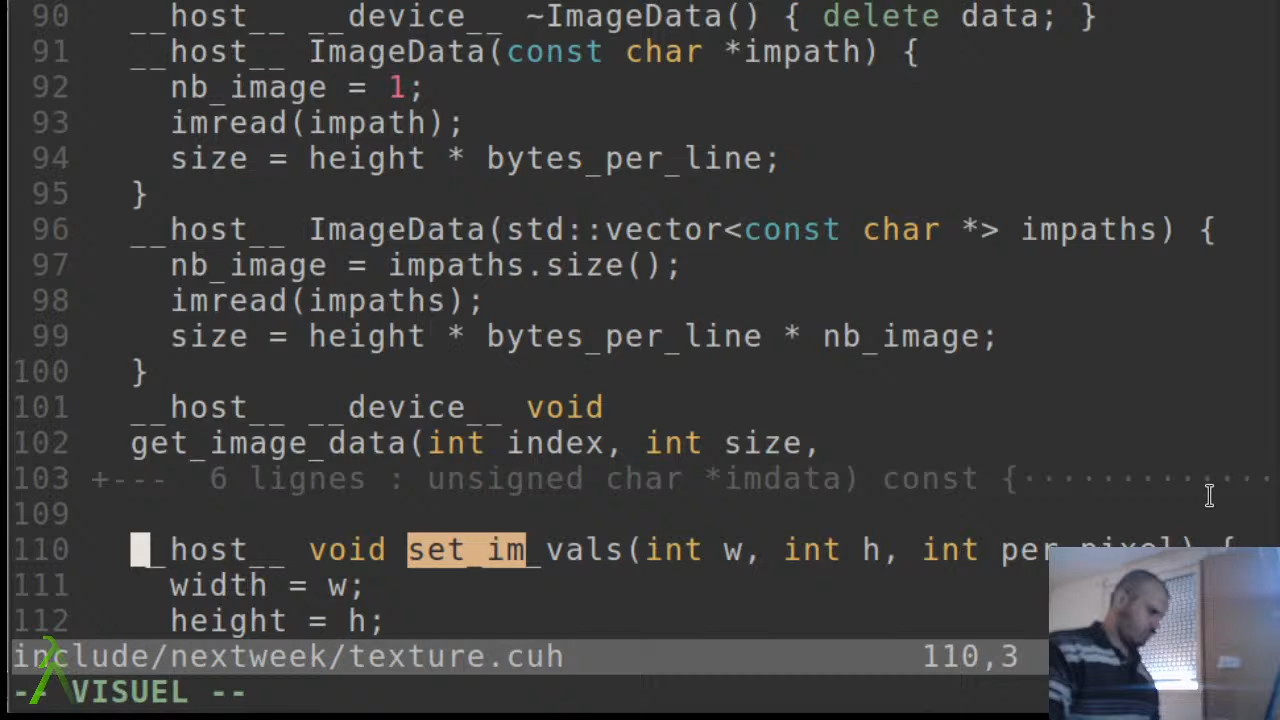 90 __host__ __device__ ~ImageData() { delete data; }
91 __host__ ImageData(const char *impath) {
92 nb_image = 1;
93 imread(impath);
94 size = height * bytes_per_line;
95 }
96 __host__ ImageData(std::vector<const char *> impaths) {
97 nb_image = impaths.size();
98 imread(impaths);
99 size = height * bytes_per_line * nb_image;
100 }
101 __host__ __device__ void
102 get_image_data(int index, int size,
103 +--- 6 lignes : unsigned char *imdata) const {·············
109
110 __host__ void set_im_vals(int w, int h, int per_pixel) {
111 width = w;
112 height = h;
include/nextweek/texture.cuh 110,3
-- VISUEL --